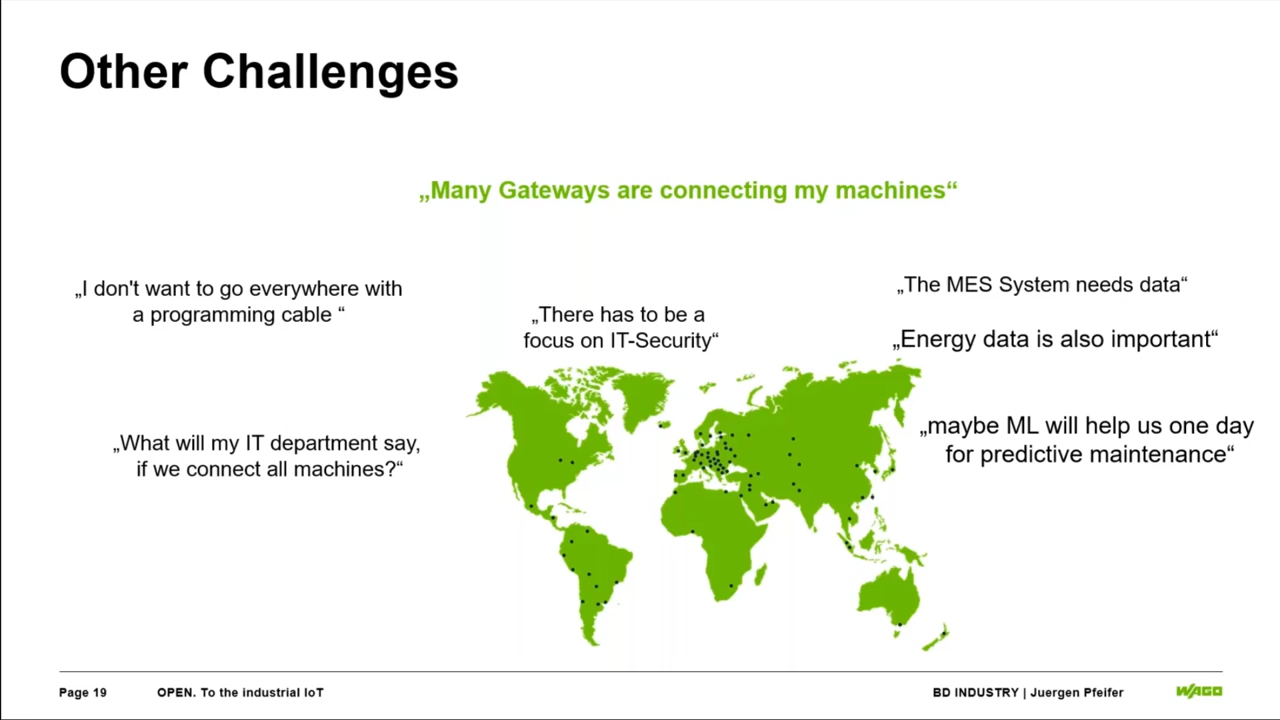 Other Challenges
„Many Gateways are connecting my machines“
„I don't want to go everywhere with
a programming cable “
„There has to be a
focus on IT-Security“
„The MES System needs data“
„Energy data is also important“
„What will my IT department say,
if we connect all machines?“
„maybe ML will help us one day
for predictive maintenance“
Page 19
OPEN. To the industrial IoT
BD INDUSTRY | Juergen Pfeifer
WAGO